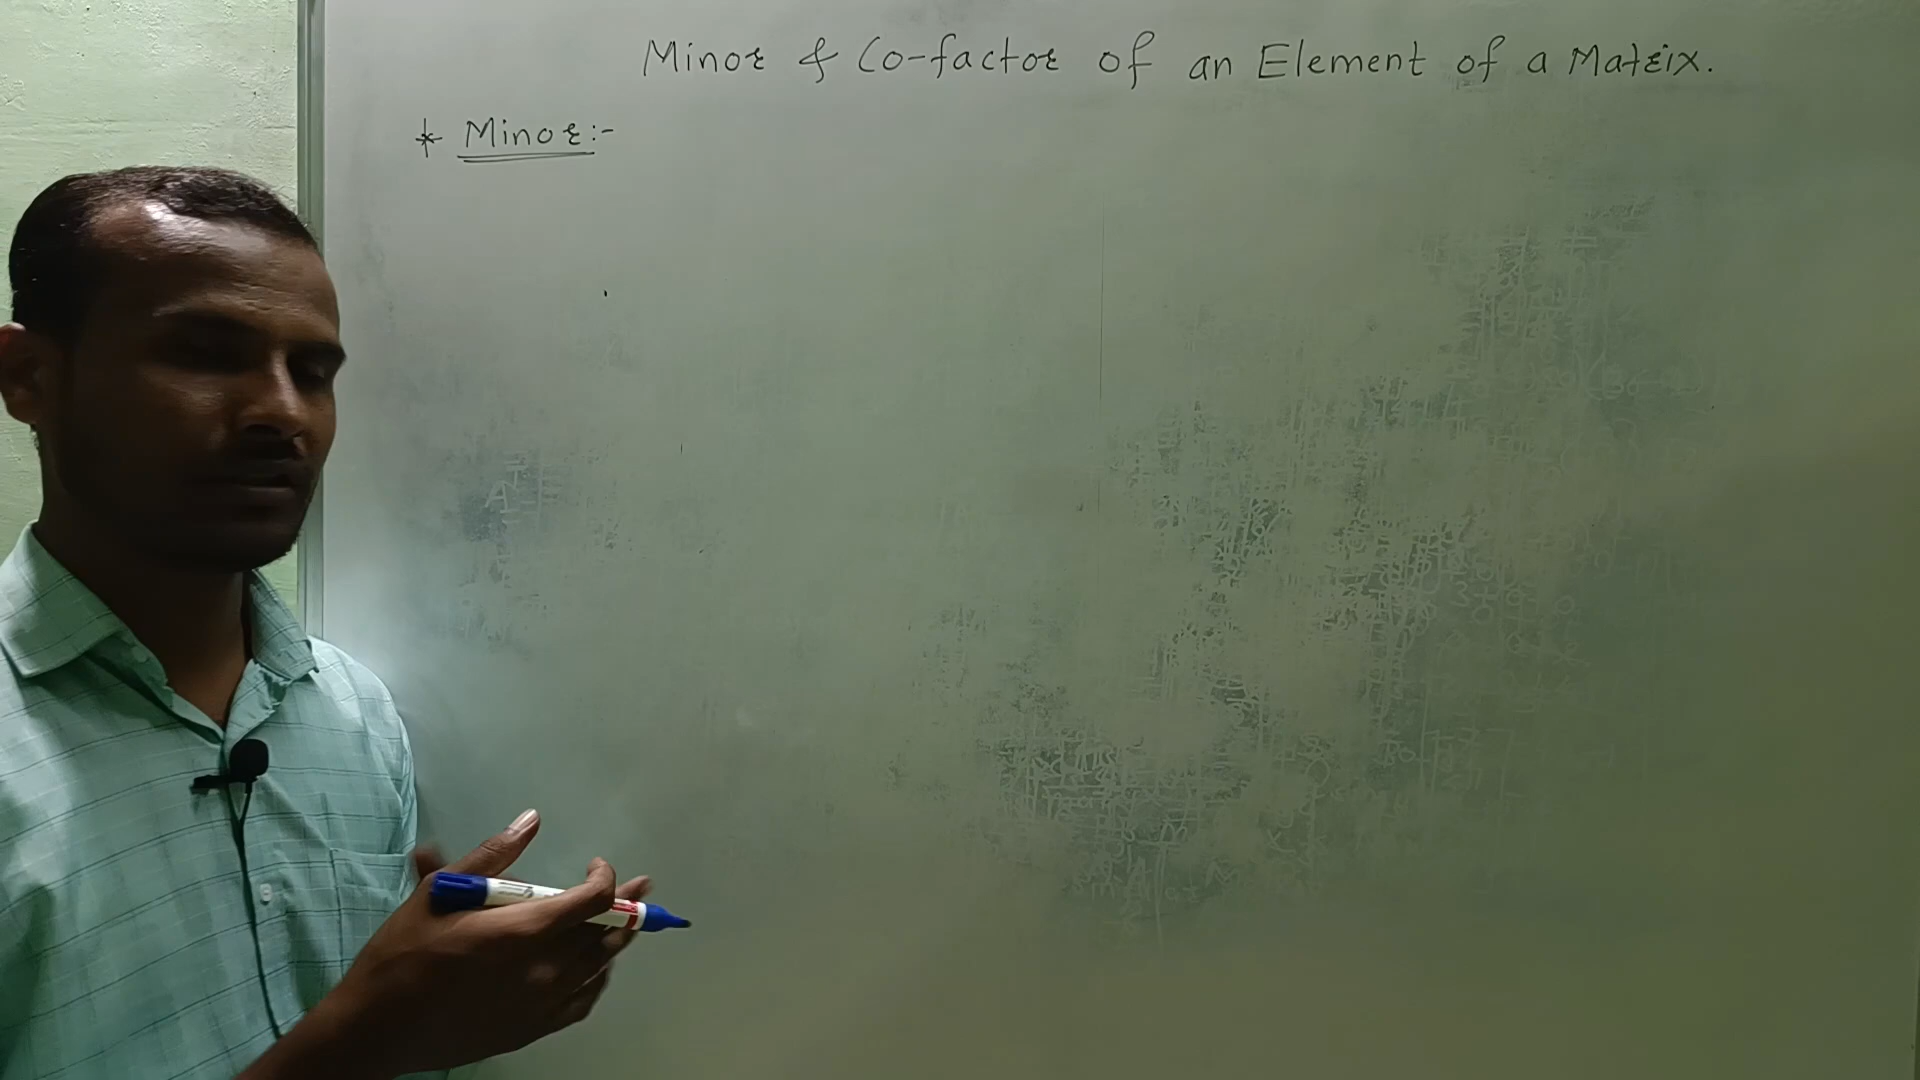 Minor & Co-factor of an Element of a Matrix.
* Minor:-